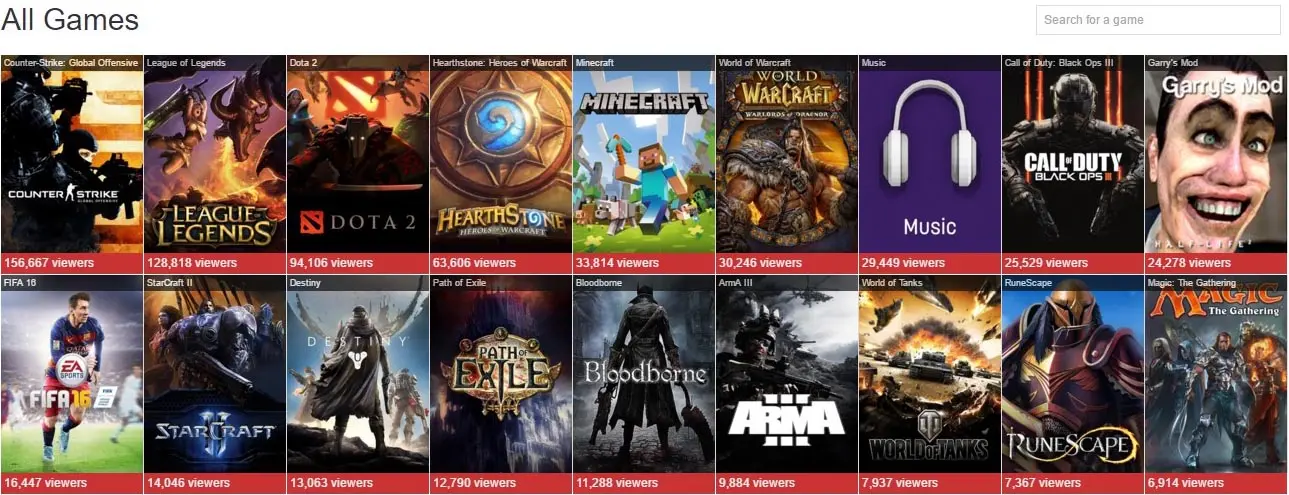 All Games
Search for a game
Counter-Strike: Global Offensive
League of Legends
Dota 2
Hearthstone: Heroes of Warcraft
Minecraft
World of Warcraft
Music
Call of Duty: Black Ops III
Garry's Mod
COUNTER STRIKE
GLOBAL OFFENSIVE
LEAGUE
OF
LEGENDS
DOTA 2
HEARTHSTONE
HEROES OF WARCRAFT
MINECRAFT
WORLD
OF
WARCRAFT
WARLORDS OF DRAENOR
Music
CALL OF DUTY
BLACK OPS III
Garry's Mod
HALF-LIFE 2
156,667 viewers
128,818 viewers
94,106 viewers
63,606 viewers
33,814 viewers
30,246 viewers
29,449 viewers
25,529 viewers
24,278 viewers
FIFA 16
StarCraft II
Destiny
Path of Exile
Bloodborne
ArmA III
World of Tanks
RuneScape
Magic: The Gathering
EA
SPORTS
FIFA 16
STARCRAFT
II
DESTINY
PATH OF
EXILE
Bloodborne
ARMA
III
WORLD OF TANKS
RUNESCAPE
MAGIC
The Gathering
16,447 viewers
14,046 viewers
13,063 viewers
12,790 viewers
11,288 viewers
9,884 viewers
7,937 viewers
7,367 viewers
6,914 viewers